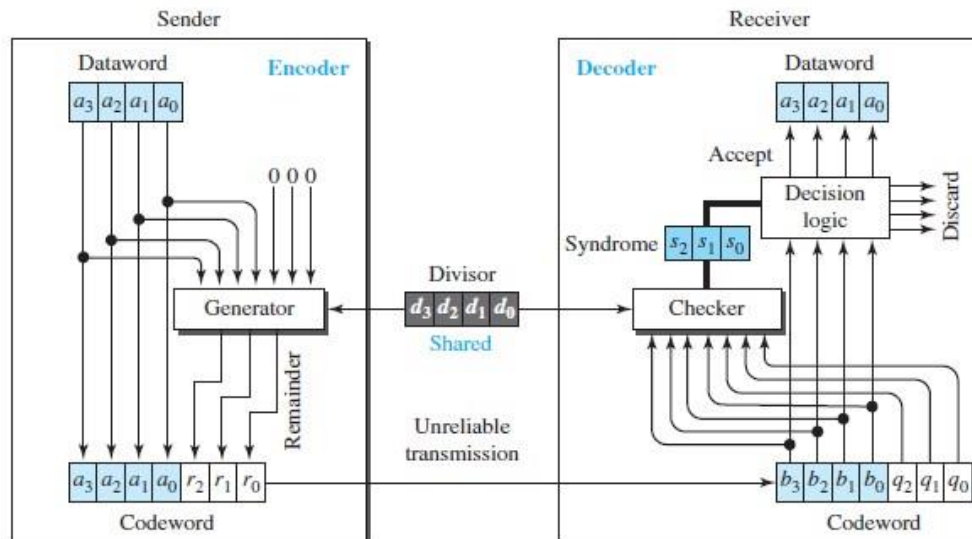 Sender
Encoder
Dataword
a3 a2 a1 a0
0 0 0
Generator
Remainder
a3 a2 a1 a0 r2 r1 r0
Codeword
Divisor
d3 d2 d1 d0
Shared
Unreliable
transmission
Receiver
Decoder
Dataword
a3 a2 a1 a0
Accept
Decision
logic
Discard
Syndrome s2 s1 s0
Checker
b3 b2 b1 b0 q2 q1 q0
Codeword